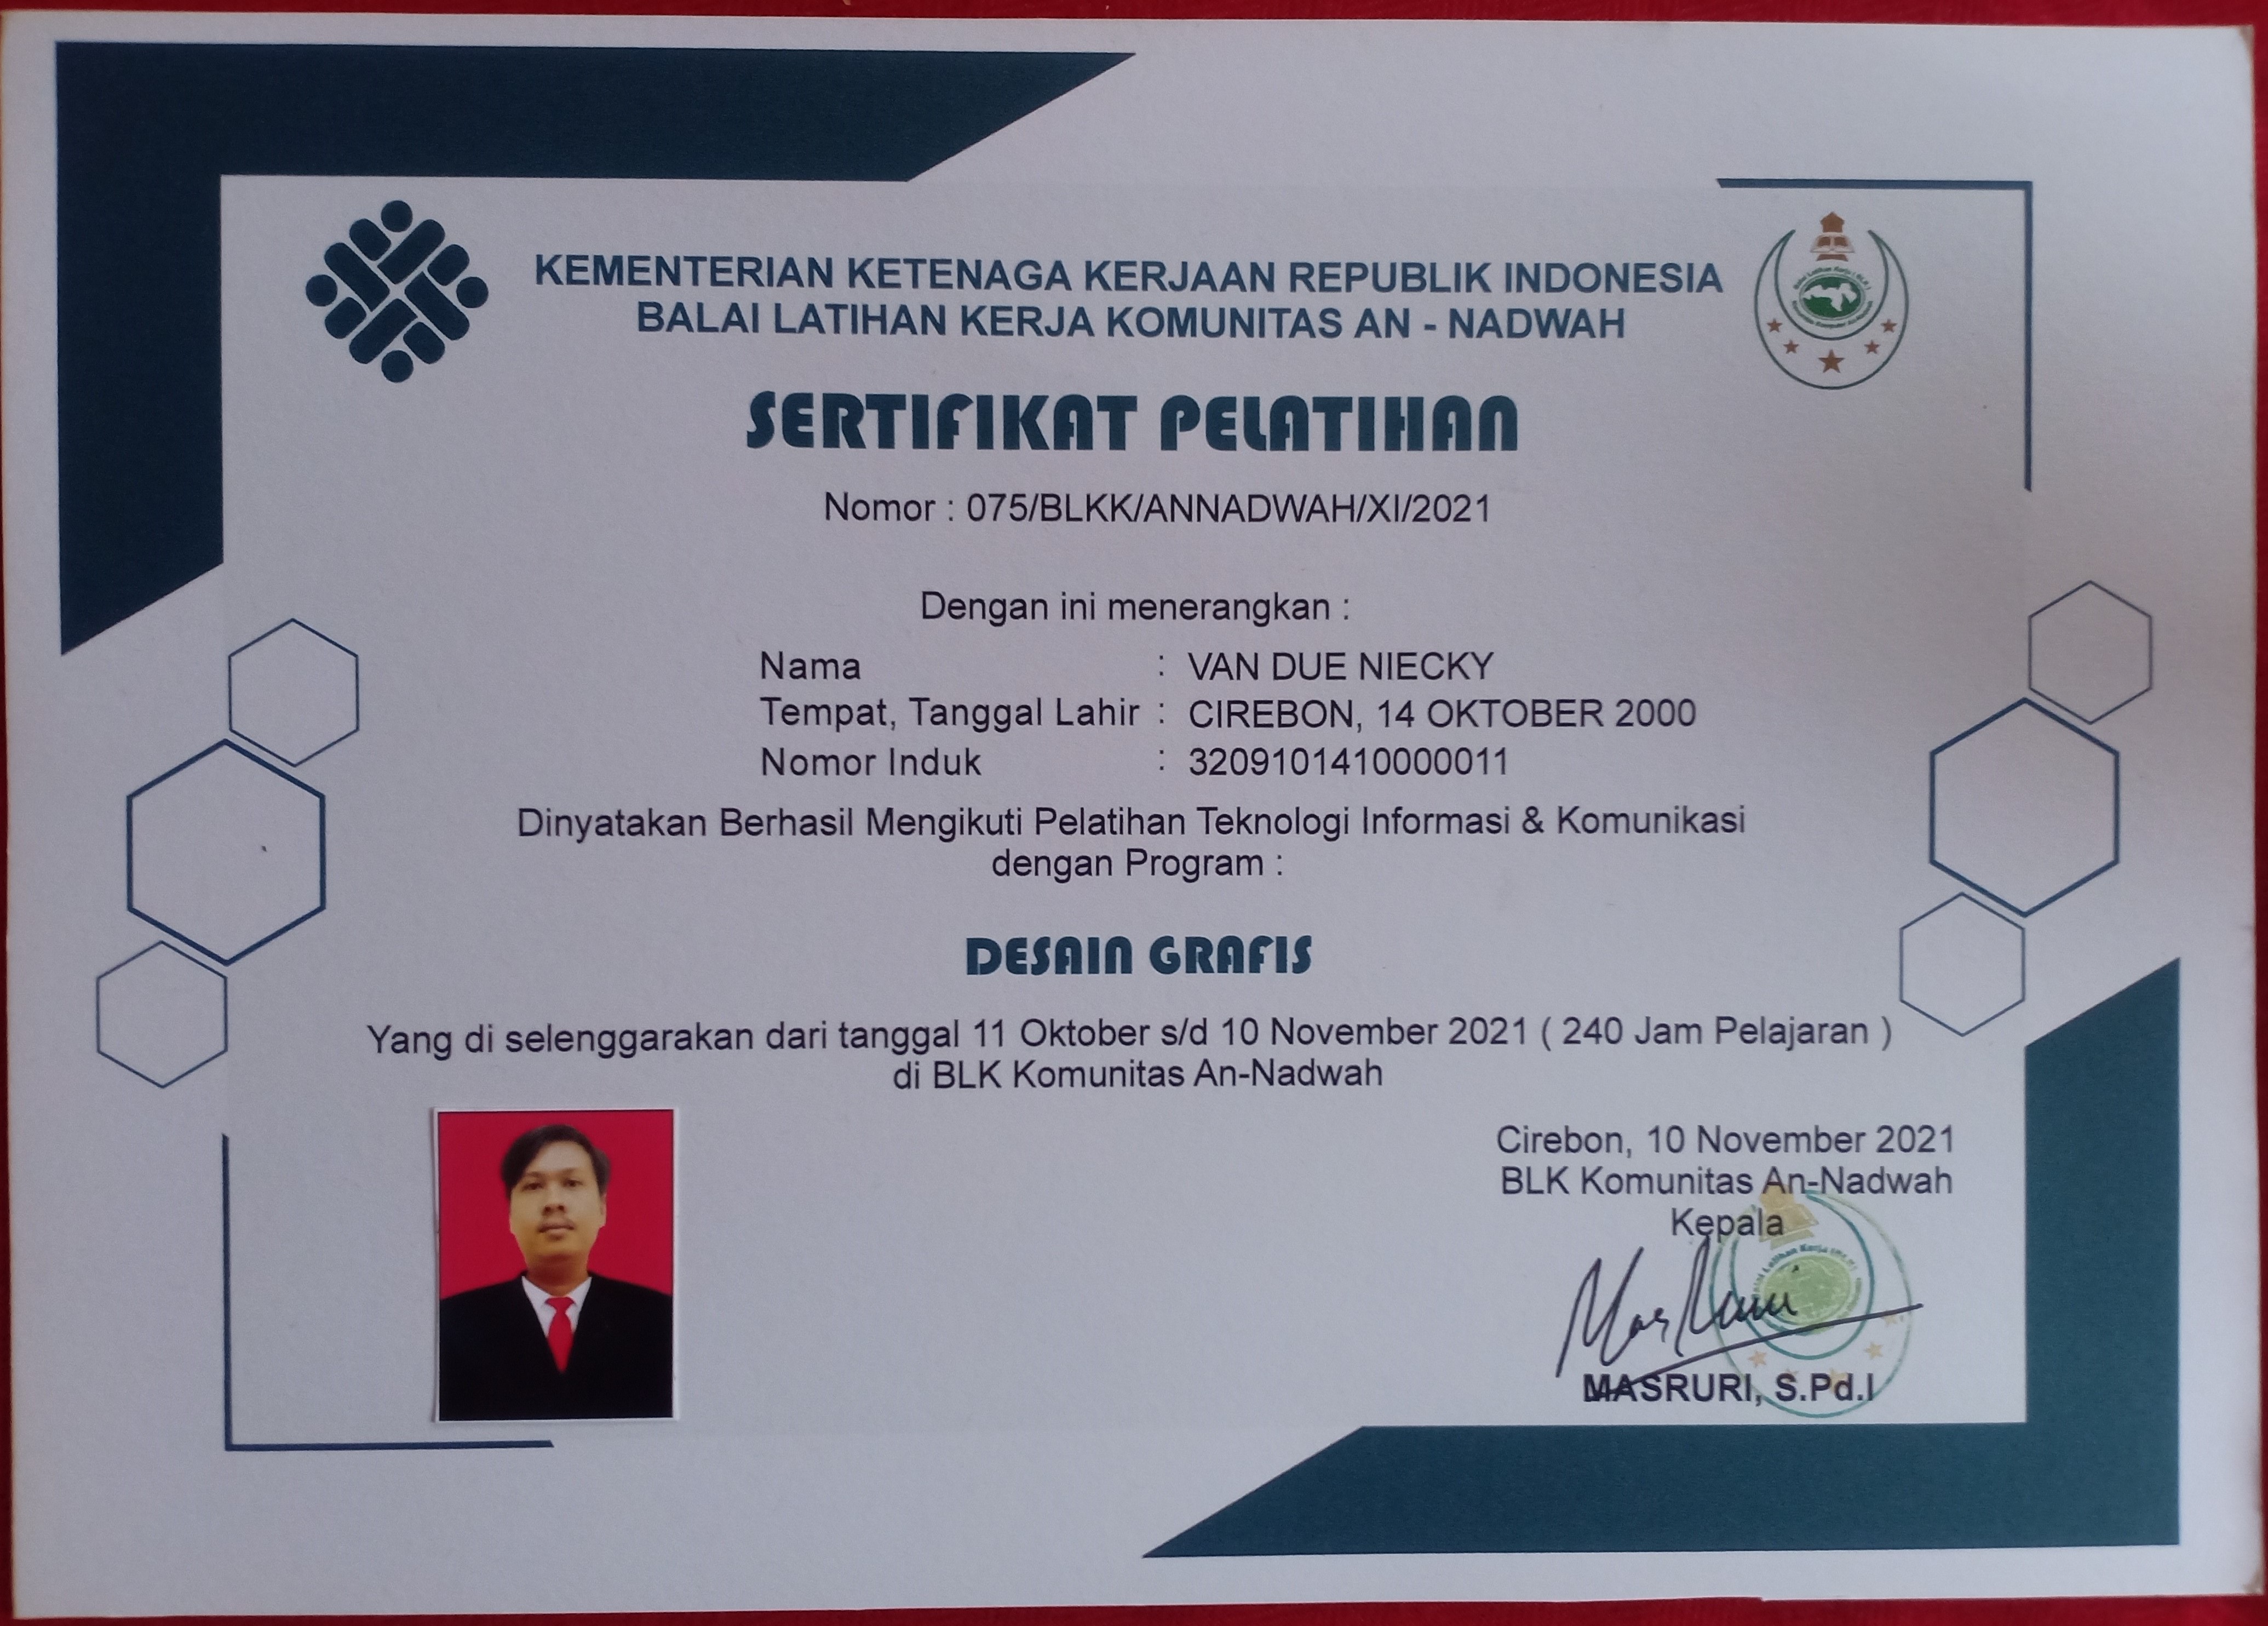 KEMENTERIAN KETENAGA KERJAAN REPUBLIK INDONESIA
BALAI LATIHAN KERJA KOMUNITAS AN - NADWAH
SERTIFIKAT PELATIHAN
Nomor : 075/BLKK/ANNADWAH/XI/2021
Dengan ini menerangkan :
Nama : VAN DUE NIECKY
Tempat, Tanggal Lahir : CIREBON, 14 OKTOBER 2000
Nomor Induk : 3209101410000011
Dinyatakan Berhasil Mengikuti Pelatihan Teknologi Informasi & Komunikasi
dengan Program :
DESAIN GRAFIS
Yang di selenggarakan dari tanggal 11 Oktober s/d 10 November 2021 ( 240 Jam Pelajaran )
di BLK Komunitas An-Nadwah
Cirebon, 10 November 2021
BLK Komunitas An-Nadwah
Kepala
MASRURI, S.Pd.I